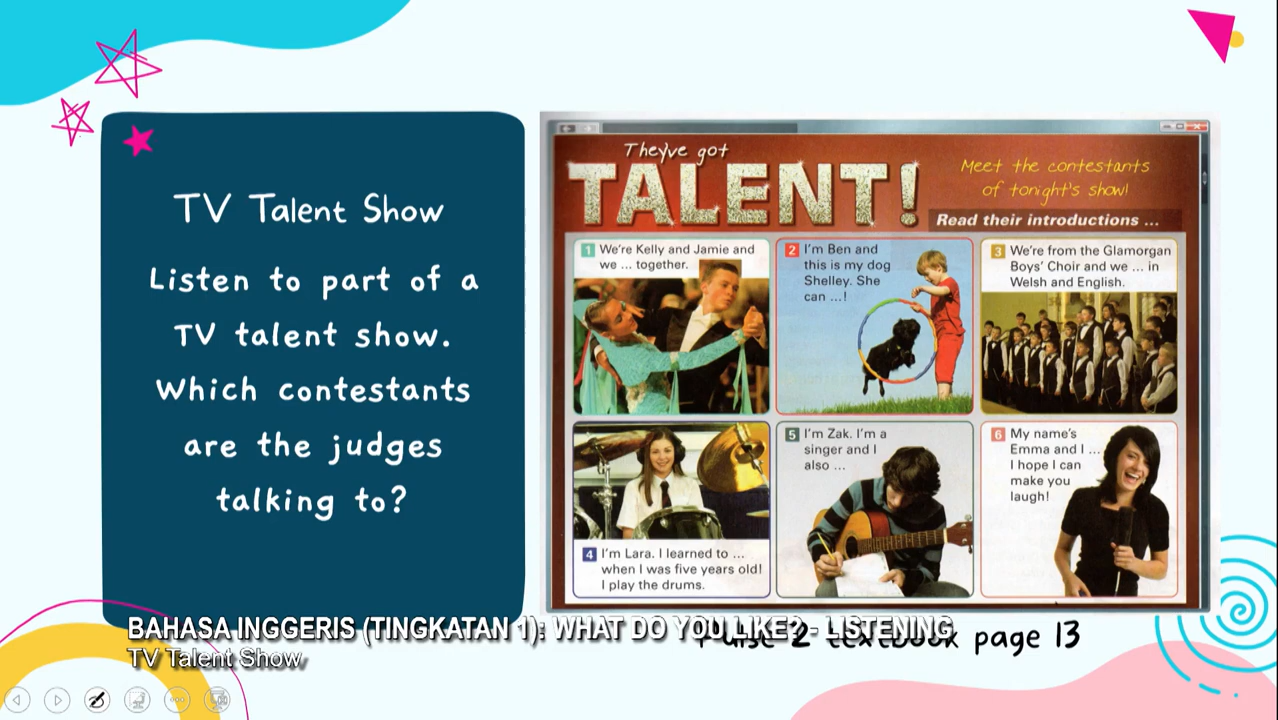 TV Talent Show
Listen to part of a
TV talent show.
Which contestants
are the judges
talking to?
They've got
TALENT!
Meet the contestants
of tonight's show!
Read their introductions ...
1 We're Kelly and Jamie and
we ... together.
2 I'm Ben and
this is my dog
Shelley. She
can ...!
3 We're from the Glamorgan
Boys' Choir and we ... in
Welsh and English.
4 I'm Lara. I learned to ...
when I was five years old!
I play the drums.
5 I'm Zak. I'm a
singer and I
also ...
6 My name's
Emma and I ...
I hope I can
make you
laugh!
Pulse 2 textbook page 13
BAHASA INGGERIS (TINGKATAN 1): WHAT DO YOU LIKE? - LISTENING
TV Talent Show